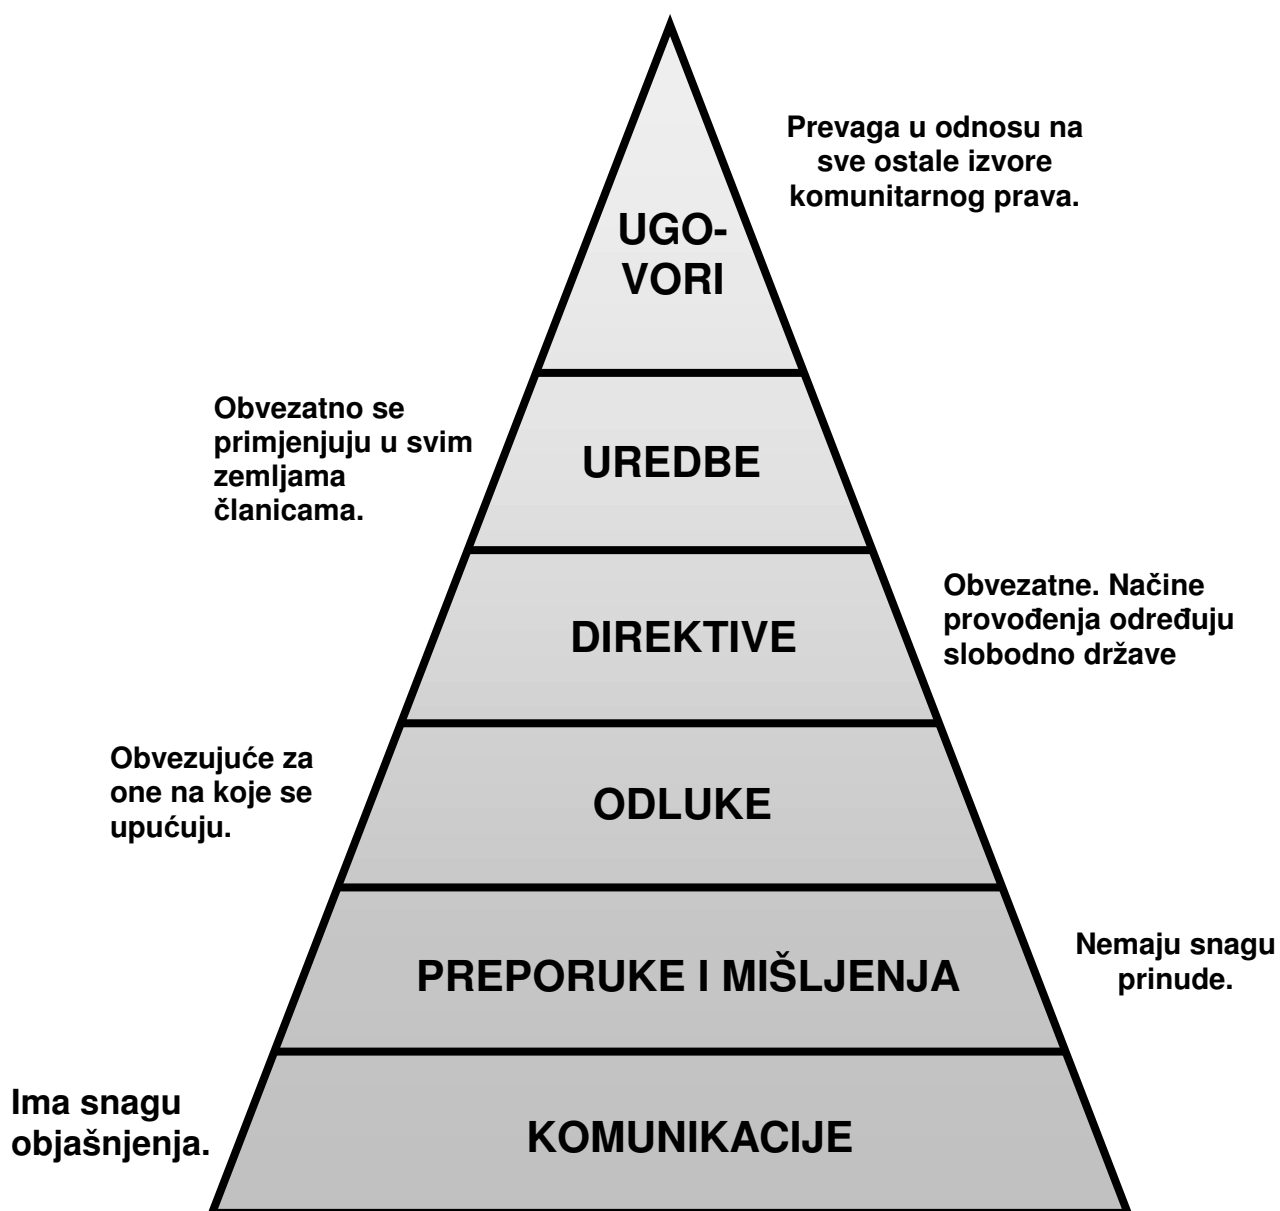 Prevaga u odnosu na
sve ostale izvore
komunitarnog prava.
UGO-
VORI
Obvezatno se
primjenjuju u svim
zemljama
članicama.
UREDBE
Obvezatne. Načine
provođenja određuju
slobodno države
DIREKTIVE
Obvezujuće za
one na koje se
upućuju.
ODLUKE
Nemaju snagu
prinude.
PREPORUKE I MIŠLJENJA
Ima snagu
objašnjenja.
KOMUNIKACIJE